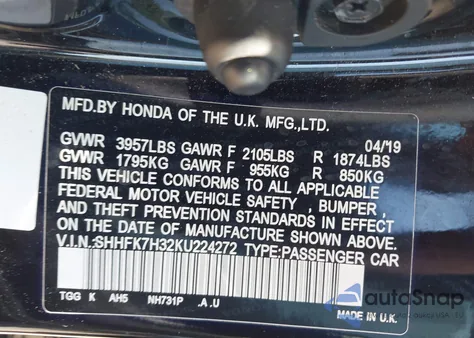 MFD.BY HONDA OF THE U.K. MFG.,LTD.
04/19
GVWR 3957LBS GAWR F 2105LBS R 1874LBS
GVWR 1795KG GAWR F 955KG R 850KG
THIS VEHICLE CONFORMS TO ALL APPLICABLE
FEDERAL MOTOR VEHICLE SAFETY , BUMPER ,
AND THEFT PREVENTION STANDARDS IN EFFECT
ON THE DATE OF MANUFACTURE SHOWN ABOVE.
V.I.N.:SHHFK7H32KU224272 TYPE:PASSENGER CAR
TGG K AH5 NH731P .A .U
MADE IN U.K.
autoSnap